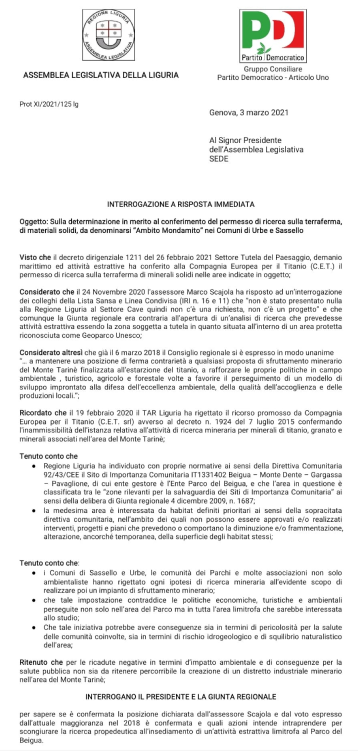 REGIONE LIGURIA
ASSEMBLEA LEGISLATIVA
PD
Partito Democratico
ASSEMBLEA LEGISLATIVA DELLA LIGURIA
Gruppo Consiliare
Partito Democratico - Articolo Uno
Prot XI/2021/125 lg
Genova, 3 marzo 2021
Al Signor Presidente
dell'Assemblea Legislativa
SEDE
INTERROGAZIONE A RISPOSTA IMMEDIATA
Oggetto: Sulla determinazione in merito al conferimento del permesso di ricerca sulla terraferma,
di materiali solidi, da denominarsi "Ambito Mondamito" nei Comuni di Urbe e Sassello
Visto che il decreto dirigenziale 1211 del 26 febbraio 2021 Settore Tutela del Paesaggio, demanio
marittimo ed attività estrattive ha conferito alla Compagnia Europea per il Titanio (C.E.T.) il
permesso di ricerca sulla terraferma di minerali solidi nelle aree indicate in oggetto;
Considerato che il 24 Novembre 2020 l'assessore Marco Scajola ha risposto ad un'interrogazione
dei colleghi della Lista Sansa e Linea Condivisa (IRI n. 16 e 11) che "non è stato presentato nulla
alla Regione Liguria al Settore Cave quindi non c'è una richiesta, non c'è un progetto" e che
comunque la Giunta regionale era contraria all'apertura di un'analisi di ricerca che prevedesse
attività estrattiva essendo la zona soggetta a tutela in quanto situata all'interno di un area protetta
riconosciuta come Geoparco Unesco;
Considerato altresì che già il 6 marzo 2018 il Consiglio regionale si è espresso in modo unanime
"... a mantenere una posizione di ferma contrarietà a qualsiasi proposta di sfruttamento minerario
del Monte Tarinè finalizzata all'estarzione del titanio, a rafforzare le proprie politiche in campo
ambientale , turistico, agricolo e forestale volte a favorire il perseguimento di un modello di
sviluppo improntato alla difesa dell'eccellenza ambientale, della qualità dell'accoglienza e delle
produzioni locali.";
Ricordato che il 19 febbraio 2020 il TAR Liguria ha rigettato il ricorso promosso da Compagnia
Europea per il Titanio (C.E.T. srl) avverso al decreto n. 1924 del 7 luglio 2015 confermando
l'inammissibilità dell'istanza relativa all'attività di ricerca mineraria per minerali di titanio, granato e
minerali associati nell'area del Monte Tarinè;
Tenuto conto che
● Regione Liguria ha individuato con proprie normative ai sensi della Direttiva Comunitaria
92/43/CEE il Sito di Importanza Comunitaria IT1331402 Beigua – Monte Dente – Gargassa
– Pavaglione, di cui ente gestore è l'Ente Parco del Beigua, e che l'area in questione è
classificata tra le "zone rilevanti per la salvaguardia dei Siti di Importanza Comunitaria" ai
sensi della delibera di Giunta regionale 4 dicembre 2009, n. 1687;
● la medesima area è interessata da habitat definiti prioritari ai sensi della sopracitata
direttiva comunitaria, nell'ambito dei quali non possono essere approvati e/o realizzati
interventi, progetti e piani che prevedono o comportano la diminuzione e/o frammentazione,
alterazione, ancorché temporanea, della superficie degli habitat stessi;
Tenuto conto che:
● i Comuni di Sassello e Urbe, le comunità dei Parchi e molte associazioni non solo
ambientaliste hanno rigettato ogni ipotesi di ricerca mineraria all'evidente scopo di
realizzare poi un impianto di sfruttamento minerario;
● che tale impostazione contraddice le politiche economiche, turistiche e ambientali
perseguite non solo nell'area del Parco ma in tutta l'area limitrofa che sarebbe interessata
allo studio;
● Che tale iniziativa potrebbe avere conseguenze sia in termini di pericolosità per la salute
delle comunità coinvolte, sia in termini di rischio idrogeologico e di squilibrio naturalistico
dell'area;
Ritenuto che per le ricadute negative in termini d'impatto ambientale e di conseguenze per la
salute pubblica non sia da ritenere percorribile la creazione di un distretto industriale minerario
nell'area del Monte Tarinè;
INTERROGANO IL PRESIDENTE E LA GIUNTA REGIONALE
per sapere se è confermata la posizione dichiarata dall'assessore Scajola e dal voto espresso
dall'attuale maggioranza nel 2018 è confermata e quali azioni intende intraprendere per
scongiurare la ricerca propedeutica all'insediamento di un'attività estrattiva limitrofa al Parco del
Beigua.